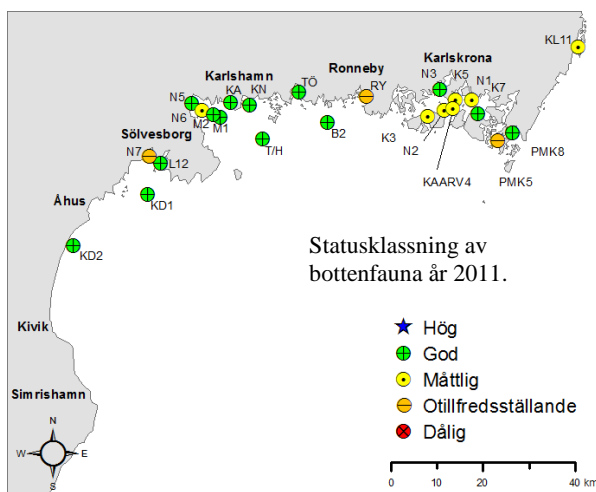 KL11
Karlskrona
Ronneby
Karlshamn
N3
K5
N1
K7
TÖ
RY
KA
KN
N5
N6
M2
M1
B2
K3
N2
T/H
Sölvesborg
KAARV4
PMK8
N7
L12
PMK5
KD1
Åhus
KD2
Statusklassning av
bottenfauna år 2011.
Kivik
Hög
God
Måttlig
Otillfredsställande
Dålig
Simrishamn
N
W
E
S
0 10 20 40 km